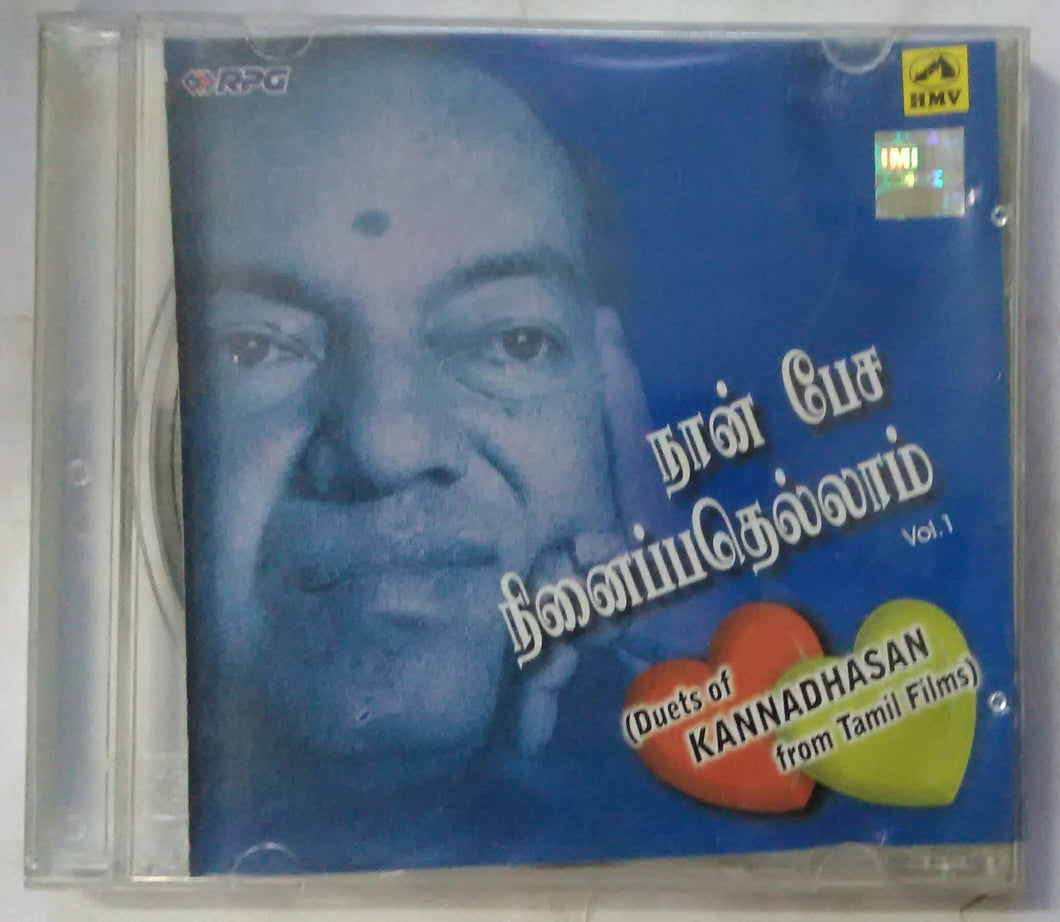 RPG
HMV
IMI
நான் பேச
நினைப்பதெல்லாம்
Vol.1
(Duets of
KANNADHASAN
from Tamil Films)